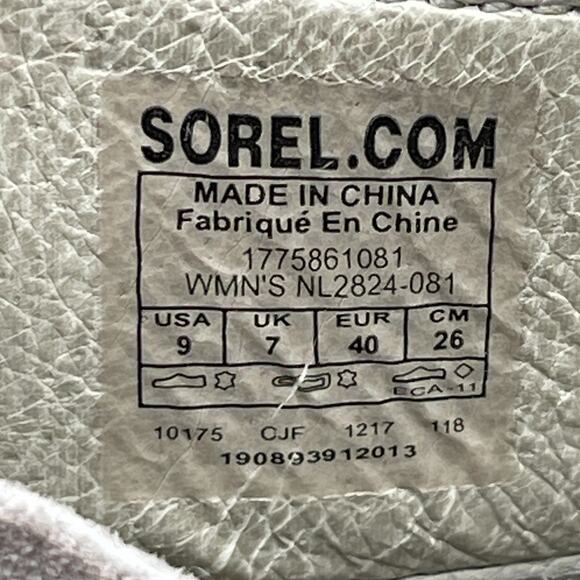 SOREL.COM
MADE IN CHINA
Fabriqué En Chine
1775861081
WMN'S NL2824-081
USA UK EUR CM
9 7 40 26
ECA-11
10175 CJF 1217 118
190893912013